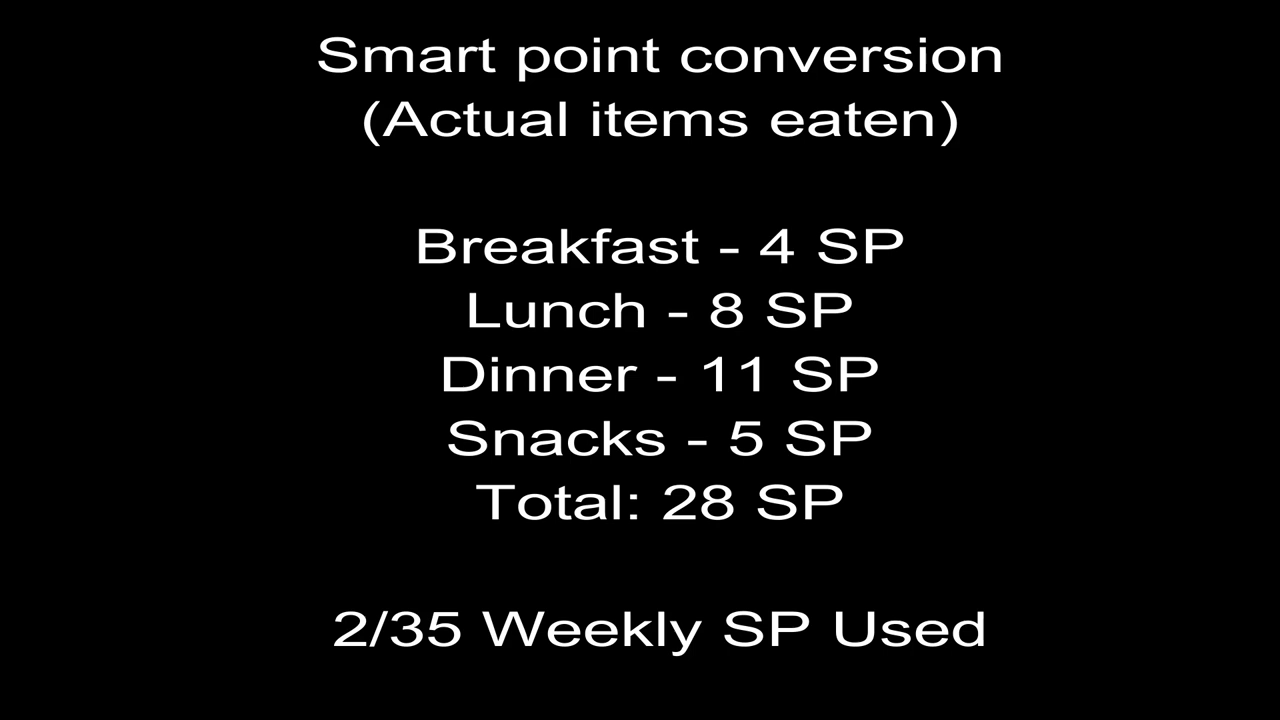 Smart point conversion
(Actual items eaten)
Breakfast - 4 SP
Lunch - 8 SP
Dinner - 11 SP
Snacks - 5 SP
Total: 28 SP
2/35 Weekly SP Used